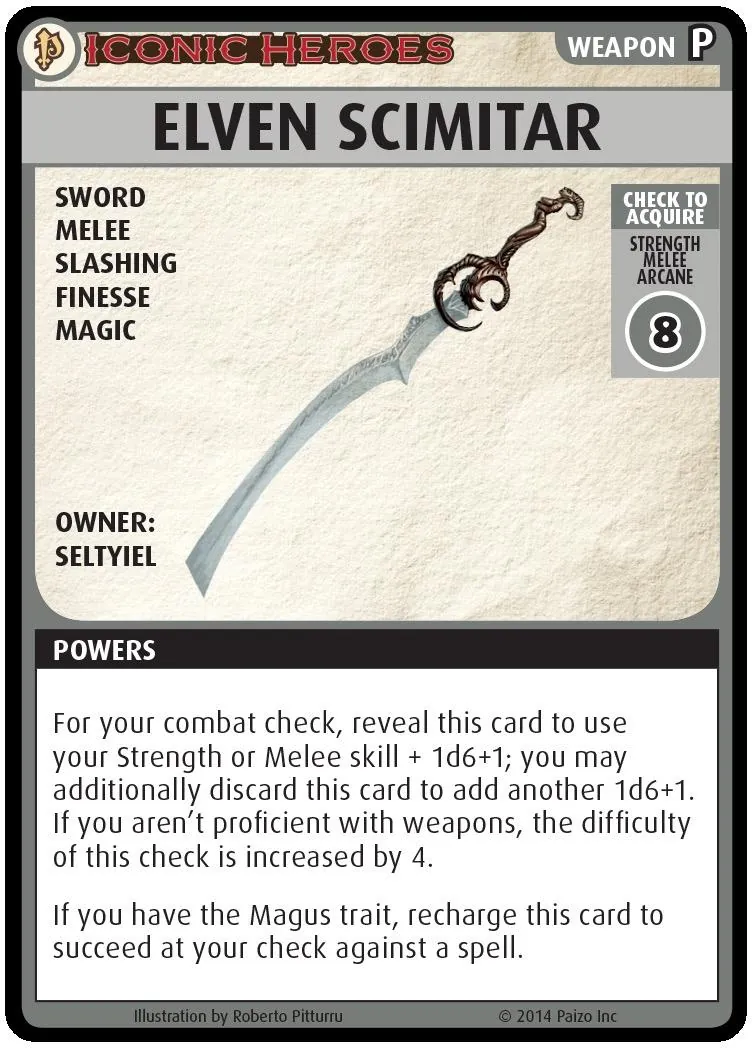 P ICONIC HEROES
WEAPON P
ELVEN SCIMITAR
SWORD
MELEE
SLASHING
FINESSE
MAGIC
CHECK TO
ACQUIRE
STRENGTH
MELEE
ARCANE
8
OWNER:
SELTYIEL
POWERS
For your combat check, reveal this card to use
your Strength or Melee skill + 1d6+1; you may
additionally discard this card to add another 1d6+1.
If you aren’t proficient with weapons, the difficulty
of this check is increased by 4.
If you have the Magus trait, recharge this card to
succeed at your check against a spell.
Illustration by Roberto Pitturru
© 2014 Paizo Inc